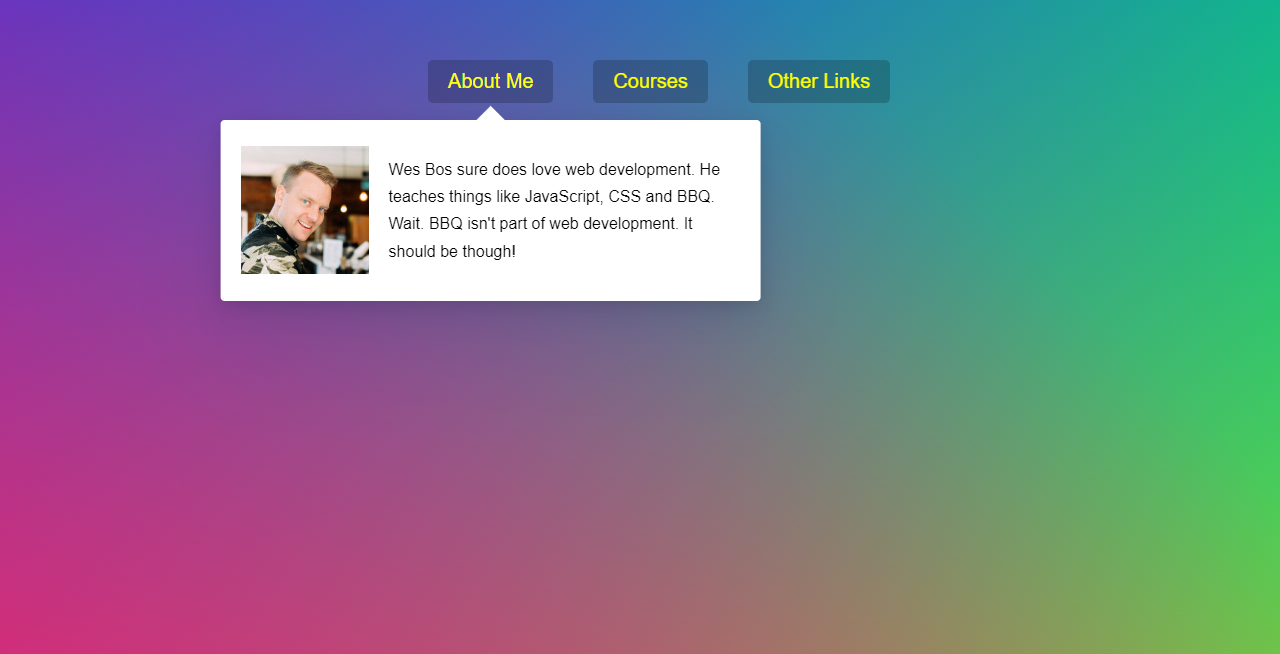 About Me Courses Other Links
Wes Bos sure does love web development. He
teaches things like JavaScript, CSS and BBQ.
Wait. BBQ isn't part of web development. It
should be though!